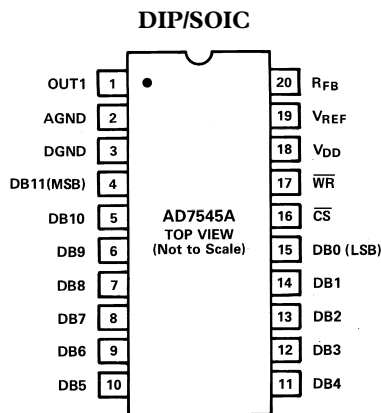 DIP/SOIC
OUT1 1
AGND 2
DGND 3
DB11(MSB) 4
DB10 5
DB9 6
DB8 7
DB7 8
DB6 9
DB5 10
AD7545A
TOP VIEW
(Not to Scale)
20 RFB
19 VREF
18 VDD
17 W̅R̅
16 C̅S̅
15 DB0 (LSB)
14 DB1
13 DB2
12 DB3
11 DB4